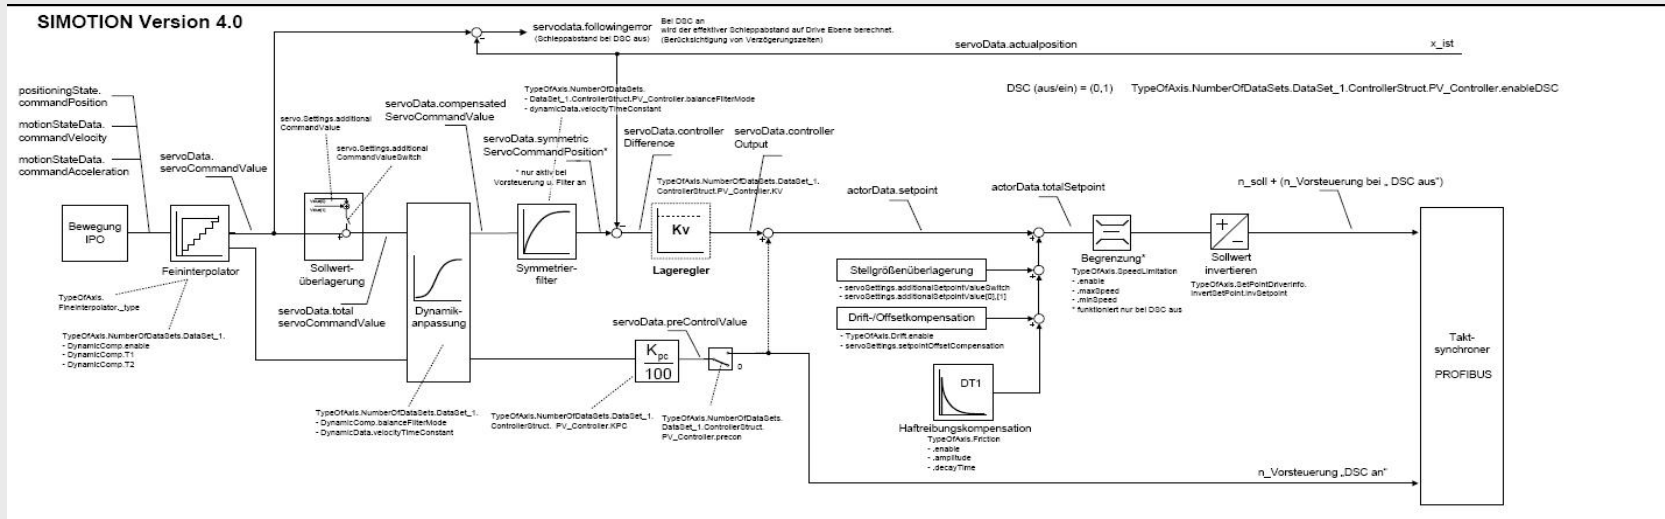 SIMOTION Version 4.0
servodata.followingerror
(Schleppabstand bei DSC aus)
Bei DSC an
wird der effektiver Schleppabstand auf Drive Ebene berechnet.
(Berücksichtigung von Verzögerungszeiten)
servoData.actualposition
x_ist
DSC (aus/ein) = (0,1)
TypeOfAxis.NumberOfDataSets.DataSet_1.ControllerStruct.PV_Controller.enableDSC
positioningState.
commandPosition
motionStateData.
commandVelocity
motionStateData.
commandAcceleration
servoData.
servoCommandValue
servo.Settings.additional
CommandValue
servo.Settings.additional
CommandValueSwitch
servoData.compensated
ServoCommandValue
TypeOfAxis.NumberOfDataSets.
- DataSet_1.ControllerStruct.PV_Controller.balanceFilterMode
- dynamicData.velocityTimeConstant
servoData.symmetric
ServoCommandPosition*
* nur aktiv bei
Vorsteuerung u. Filter an
servoData.controller
Difference
servoData.controller
Output
TypeOfAxis.NumberOfDataSets.DataSet_1.
ControllerStruct.PV_Controller.KV
actorData.setpoint
actorData.totalSetpoint
n_soll + (n_Vorsteuerung bei „ DSC aus")
Bewegung
IPO
Feininterpolator
Sollwert-
überlagerung
Dynamik-
anpassung
Symmetrier-
filter
Kv
Lageregler
Begrenzung*
TypeOfAxis.SpeedLimitation
- .enable
- .maxSpeed
- .minSpeed
* funktioniert nur bei DSC aus
Sollwert
invertieren
TypeOfAxis.SetPointDriverInfo.
InvertSetPoint.invSetpoint
Stellgrößenüberlagerung
- servoSettings.additionalSetpointValueSwitch
- servoSettings.additionalSetpointValue[0],[1]
Drift-/Offsetkompensation
- TypeOfAxis.Drift.enable
- servoSettings.setpointOffsetCompensation
TypeOfAxis.
FineInterpolator._type
TypeOfAxis.NumberOfDataSets.DataSet_1.
- DynamicComp.enable
- DynamicComp.T1
- DynamicComp.T2
servoData.total
servoCommandValue
servoData.preControlValue
Kpc
100
0
DT1
Haftreibungskompensation
TypeOfAxis.Friction
- .enable
- .amplitude
- .decayTime
TypeOfAxis.NumberOfDataSets.DataSet_1.
- DynamicComp.balanceFilterMode
- DynamicData.velocityTimeConstant
TypeOfAxis.NumberOfDataSets.DataSet_1.
ControllerStruct. PV_Controller.KPC
TypeOfAxis.NumberOfDataSets.
DataSet_1.ControllerStruct.
PV_Controller.precon
Takt-
synchroner
PROFIBUS
n_Vorsteuerung „DSC an"